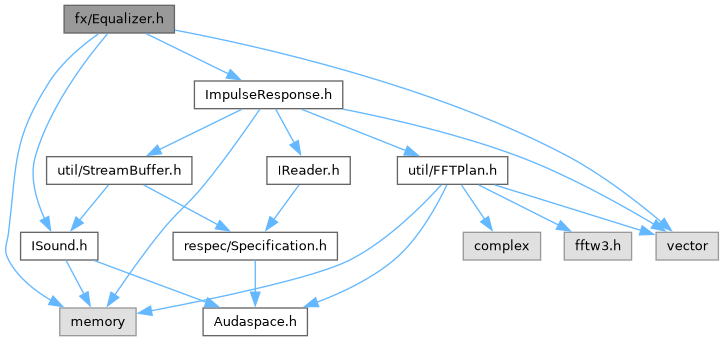 fx/Equalizer.h
ImpulseResponse.h
util/StreamBuffer.h
IReader.h
util/FFTPlan.h
ISound.h
respec/Specification.h
complex
fftw3.h
vector
memory
Audaspace.h